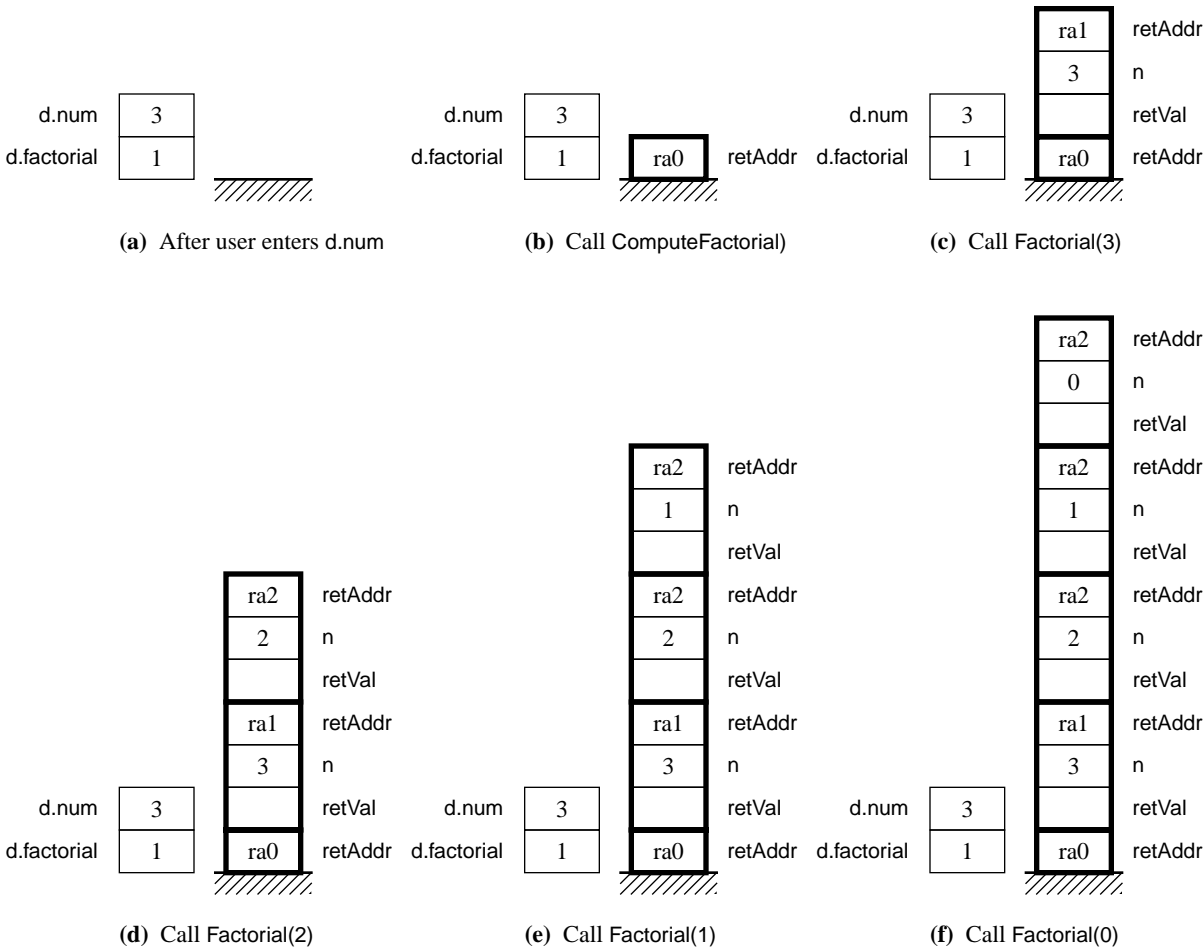 ra1 retAddr
3 n
d.num 3 d.num 3 d.num 3 retVal
d.factorial 1 d.factorial 1 ra0 retAddr d.factorial 1 ra0 retAddr
(a) After user enters d.num (b) Call ComputeFactorial) (c) Call Factorial(3)
ra2 retAddr
0 n
retVal
ra2 retAddr ra2 retAddr
1 n 1 n
retVal retVal
ra2 retAddr ra2 retAddr ra2 retAddr
2 n 2 n 2 n
retVal retVal retVal
ra1 retAddr ra1 retAddr ra1 retAddr
3 n 3 n 3 n
d.num 3 retVal d.num 3 retVal d.num 3 retVal
d.factorial 1 ra0 retAddr d.factorial 1 ra0 retAddr d.factorial 1 ra0 retAddr
(d) Call Factorial(2) (e) Call Factorial(1) (f) Call Factorial(0)